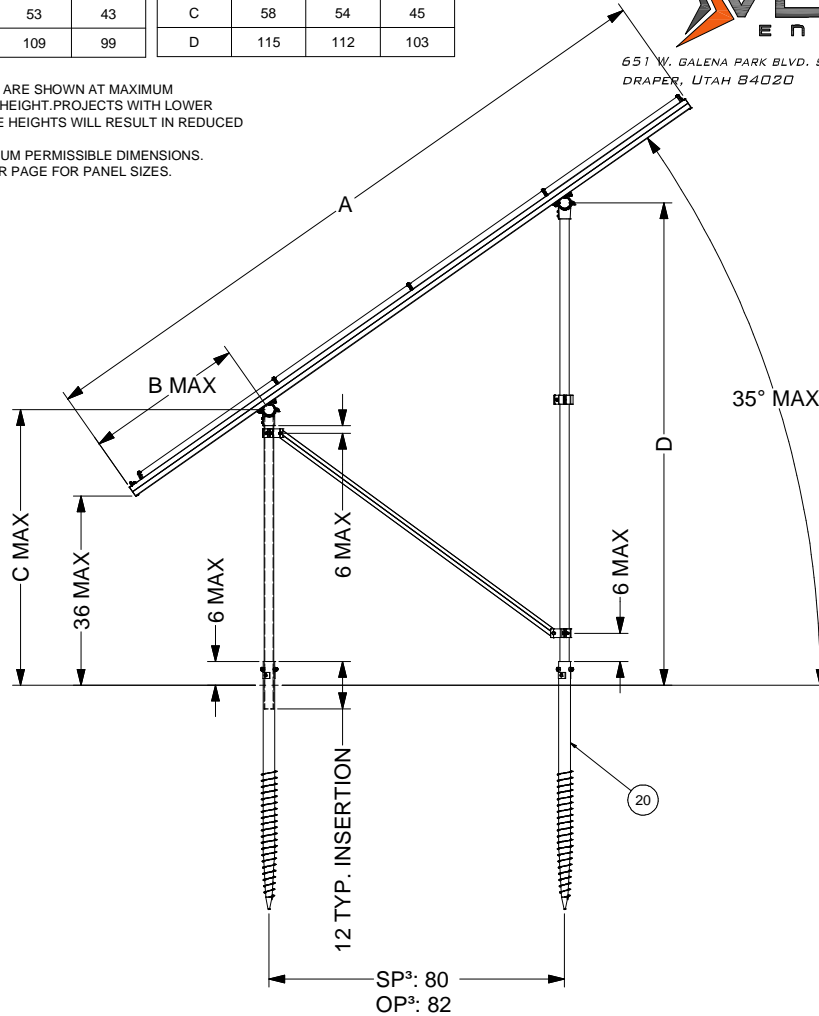 53 43
109 99
C 58 54 45
D 115 112 103
E N
651 W. GALENA PARK BLVD.
DRAPER, UTAH 84020
ARE SHOWN AT MAXIMUM
HEIGHT.PROJECTS WITH LOWER
HEIGHTS WILL RESULT IN REDUCED
UM PERMISSIBLE DIMENSIONS.
R PAGE FOR PANEL SIZES.
A
B MAX
35° MAX
D
C MAX
36 MAX
6 MAX
6 MAX
6 MAX
12 TYP. INSERTION
20
SP³: 80
OP³: 82